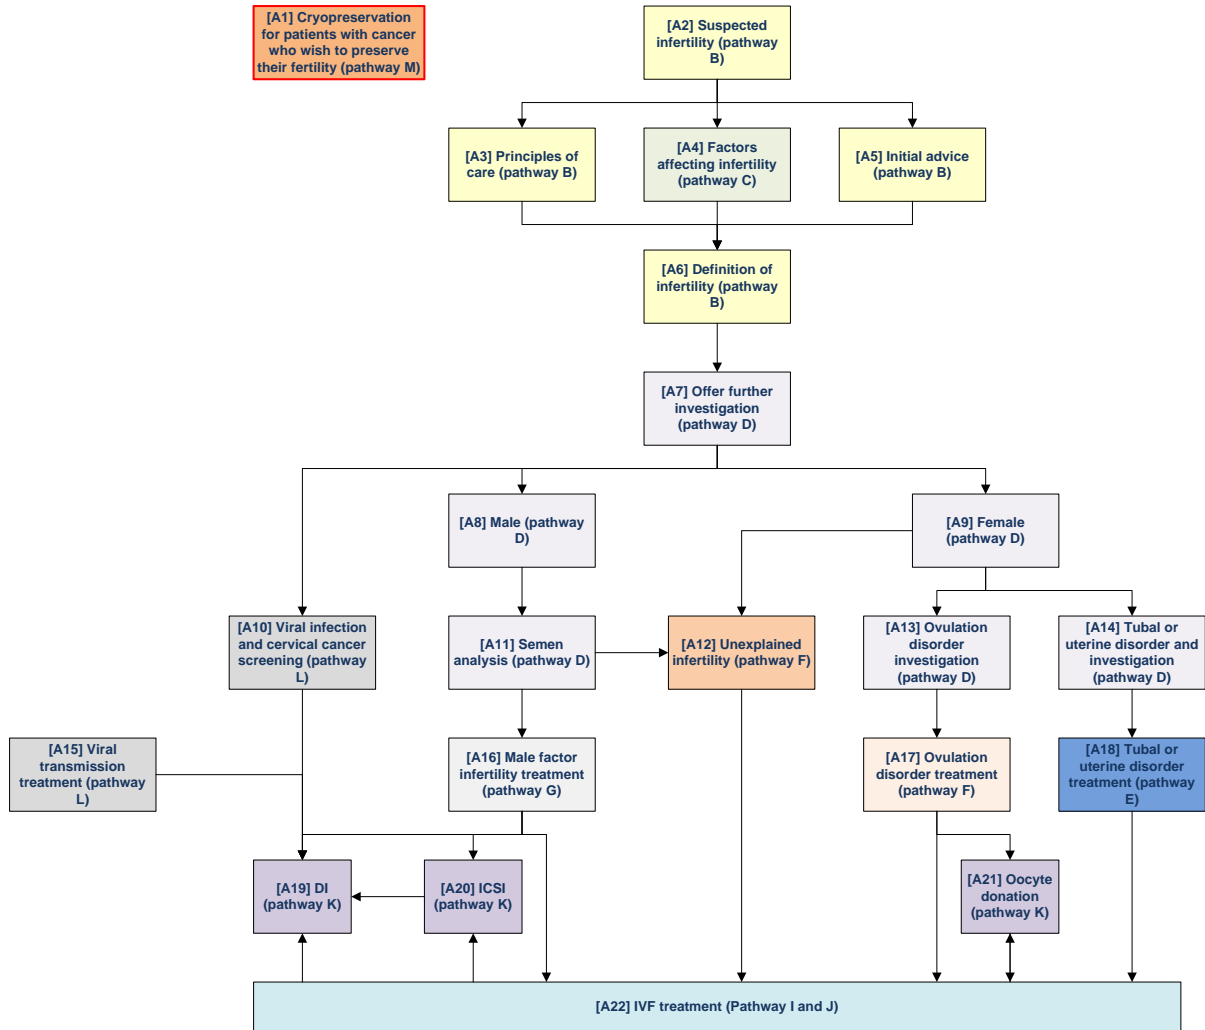 [A1] Cryopreservation
for patients with cancer
who wish to preserve
their fertility (pathway M)
[A2] Suspected
infertility (pathway
B)
[A3] Principles of
care (pathway B)
[A4] Factors
affecting infertility
(pathway C)
[A5] Initial advice
(pathway B)
[A6] Definition of
infertility (pathway
B)
[A7] Offer further
investigation
(pathway D)
[A8] Male (pathway
D)
[A9] Female
(pathway D)
[A10] Viral infection
and cervical cancer
screening (pathway
L)
[A11] Semen
analysis (pathway D)
[A12] Unexplained
infertility (pathway F)
[A13] Ovulation
disorder
investigation
(pathway D)
[A14] Tubal or
uterine disorder and
investigation
(pathway D)
[A15] Viral
transmission
treatment (pathway
L)
[A16] Male factor
infertility treatment
(pathway G)
[A17] Ovulation
disorder treatment
(pathway F)
[A18] Tubal or
uterine disorder
treatment (pathway
E)
[A19] DI
(pathway K)
[A20] ICSI
(pathway K)
[A21] Oocyte
donation
(pathway K)
[A22] IVF treatment (Pathway I and J)